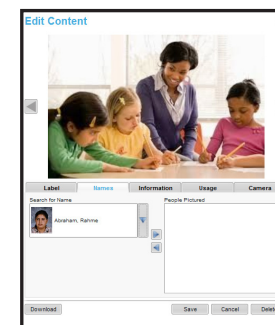 Edit Content
Label Names Information Usage Camera
Search for Name People Pictured
Abraham, Rahme
Download Save Cancel Delet